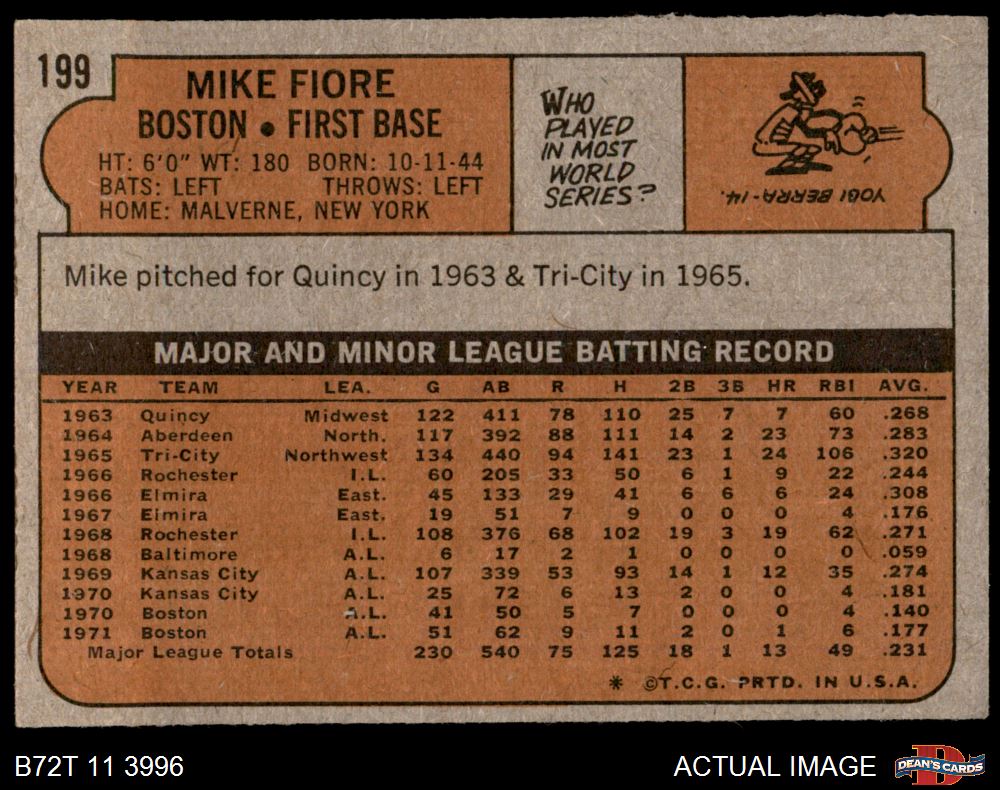 199
MIKE FIORE
BOSTON • FIRST BASE
HT: 6'0" WT: 180 BORN: 10-11-44
BATS: LEFT THROWS: LEFT
HOME: MALVERNE, NEW YORK
WHO
PLAYED
IN MOST
WORLD
SERIES?
YOGI BERRA-14.
Mike pitched for Quincy in 1963 & Tri-City in 1965.
MAJOR AND MINOR LEAGUE BATTING RECORD
YEAR TEAM LEA. G AB R H 2B 3B HR RBI AVG.
1963 Quincy Midwest 122 411 78 110 25 7 7 60 .268
1964 Aberdeen North. 117 392 88 111 14 2 23 73 .283
1965 Tri-City Northwest 134 440 94 141 23 1 24 106 .320
1966 Rochester I.L. 60 205 33 50 6 1 9 22 .244
1966 Elmira East. 45 133 29 41 6 6 6 24 .308
1967 Elmira East. 19 51 7 9 0 0 0 4 .176
1968 Rochester I.L. 108 376 68 102 19 3 19 62 .271
1968 Baltimore A.L. 6 17 2 1 0 0 0 0 .059
1969 Kansas City A.L. 107 339 53 93 14 1 12 35 .274
1970 Kansas City A.L. 25 72 6 13 2 0 0 4 .181
1970 Boston A.L. 41 50 5 7 0 0 0 4 .140
1971 Boston A.L. 51 62 9 11 2 0 1 6 .177
Major League Totals 230 540 75 125 18 1 13 49 .231
* ©T.C.G. PRTD. IN U.S.A.
B72T 11 3996
ACTUAL IMAGE
D
DEAN'S CARDS